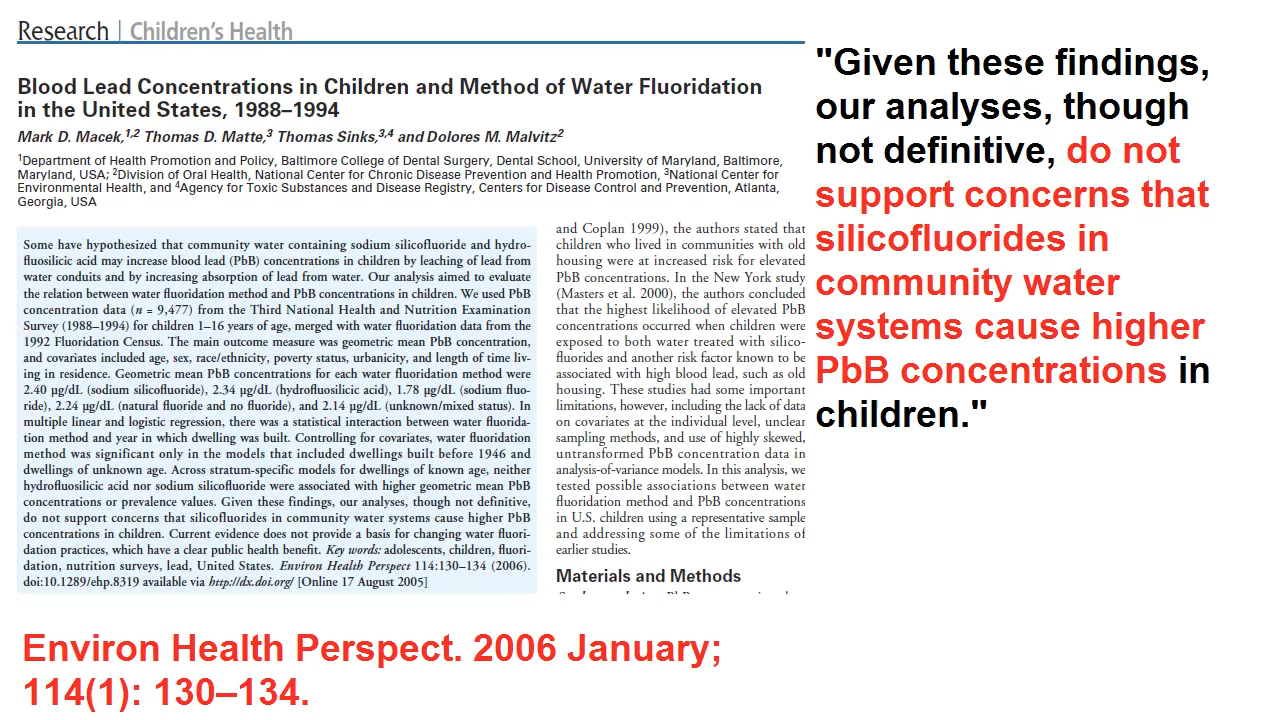 Research | Children's Health
Blood Lead Concentrations in Children and Method of Water Fluoridation
in the United States, 1988–1994
Mark D. Macek,1,2 Thomas D. Matte,3 Thomas Sinks,3,4 and Dolores M. Malvitz2
1Department of Health Promotion and Policy, Baltimore College of Dental Surgery, Dental School, University of Maryland, Baltimore,
Maryland, USA; 2Division of Oral Health, National Center for Chronic Disease Prevention and Health Promotion, 3National Center for
Environmental Health, and 4Agency for Toxic Substances and Disease Registry, Centers for Disease Control and Prevention, Atlanta,
Georgia, USA
Some have hypothesized that community water containing sodium silicofluoride and hydro-
fluosilicic acid may increase blood lead (PbB) concentrations in children by leaching of lead from
water conduits and by increasing absorption of lead from water. Our analysis aimed to evaluate
the relation between water fluoridation method and PbB concentrations in children. We used PbB
concentration data (n = 9,477) from the Third National Health and Nutrition Examination
Survey (1988–1994) for children 1–16 years of age, merged with water fluoridation data from the
1992 Fluoridation Census. The main outcome measure was geometric mean PbB concentration,
and covariates included age, sex, race/ethnicity, poverty status, urbanicity, and length of time liv-
ing in residence. Geometric mean PbB concentrations for each water fluoridation method were
2.40 µg/dL (sodium silicofluoride), 2.34 µg/dL (hydrofluosilicic acid), 1.78 µg/dL (sodium fluo-
ride), 2.24 µg/dL (natural fluoride and no fluoride), and 2.14 µg/dL (unknown/mixed status). In
multiple linear and logistic regression, there was a statistical interaction between water fluorida-
tion method and year in which dwelling was built. Controlling for covariates, water fluoridation
method was significant only in the models that included dwellings built before 1946 and
dwellings of unknown age. Across stratum-specific models for dwellings of known age, neither
hydrofluosilicic acid nor sodium silicofluoride were associated with higher geometric mean PbB
concentrations or prevalence values. Given these findings, our analyses, though not definitive,
do not support concerns that silicofluorides in community water systems cause higher PbB
concentrations in children. Current evidence does not provide a basis for changing water fluori-
dation practices, which have a clear public health benefit. Key words: adolescents, children, fluori-
dation, nutrition surveys, lead, United States. Environ Health Perspect 114:130–134 (2006).
doi:10.1289/ehp.8319 available via http://dx.doi.org/ [Online 17 August 2005]
and Coplan 1999), the authors stated that
children who lived in communities with old
housing were at increased risk for elevated
PbB concentrations. In the New York study
(Masters et al. 2000), the authors concluded
that the highest likelihood of elevated PbB
concentrations occurred when children were
exposed to both water treated with silico-
fluorides and another risk factor known to be
associated with high blood lead, such as old
housing. These studies had some important
limitations, however, including the lack of data
on covariates at the individual level, unclear
sampling methods, and use of highly skewed,
untransformed PbB concentration data in
analysis-of-variance models. In this analysis, we
tested possible associations between water
fluoridation method and PbB concentrations
in U.S. children using a representative sample
and addressing some of the limitations of
earlier studies.
Materials and Methods
"Given these findings,
our analyses, though
not definitive, do not
support concerns that
silicofluorides in
community water
systems cause higher
PbB concentrations in
children."
Environ Health Perspect. 2006 January;
114(1): 130–134.